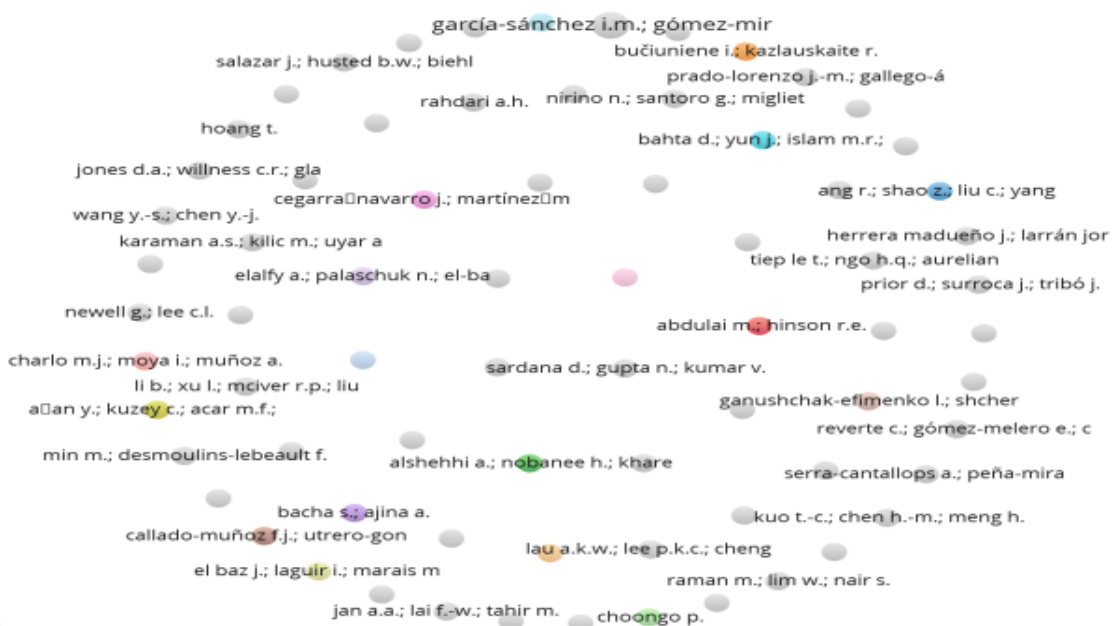 garcía-sánchez i.m.; gómez-mir
bučiuniene i.; kazlauskaite r.
salazar j.; husted b.w.; biehl
prado-lorenzo j.-m.; gallego-á
rahdari a.h.
nirino n.; santoro g.; migliet
hoang t.
bahta d.; yun j.; islam m.r.;
jones d.a.; willness c.r.; gla
ang r.; shao z.; liu c.; yang
cegarra▯navarro j.; martínez▯m
wang y.-s.; chen y.-j.
herrera madueño j.; larrán jor
karaman a.s.; kilic m.; uyar a
tiep le t.; ngo h.q.; aurelian
elalfy a.; palaschuk n.; el-ba
prior d.; surroca j.; tribó j.
newell g.; lee c.l.
abdulai m.; hinson r.e.
charlo m.j.; moya i.; muñoz a.
sardana d.; gupta n.; kumar v.
li b.; xu l.; mciver r.p.; liu
ganushchak-efimenko l.; shcher
a▯an y.; kuzey c.; acar m.f.;
reverte c.; gómez-melero e.; c
min m.; desmoulins-lebeault f.
alshehhi a.; nobanee h.; khare
serra-cantallops a.; peña-mira
bacha s.; ajina a.
kuo t.-c.; chen h.-m.; meng h.
callado-muñoz f.j.; utrero-gon
lau a.k.w.; lee p.k.c.; cheng
el baz j.; laguir i.; marais m
raman m.; lim w.; nair s.
jan a.a.; lai f.-w.; tahir m.
choongo p.